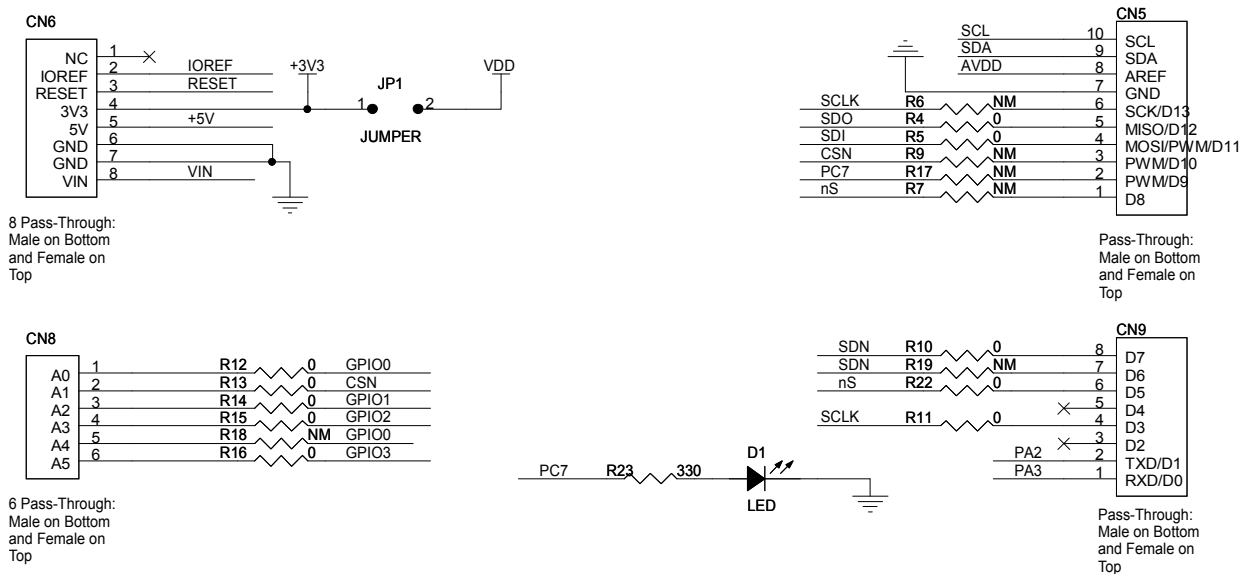 CN6
NC 1
IOREF 2 IOREF
RESET 3 RESET
3V3 4
5V 5 +5V
GND 6
GND 7
VIN 8 VIN
+3V3
JP1
1 2
JUMPER
VDD
8 Pass-Through:
Male on Bottom
and Female on
Top
CN5
SCL 10 SCL
SDA 9 SDA
AVDD 8 AREF
7 GND
SCLK R6 NM 6 SCK/D13
SDO R4 0 5 MISO/D12
SDI R5 0 4 MOSI/PWM/D11
CSN R9 NM 3 PWM/D10
PC7 R17 NM 2 PWM/D9
nS R7 NM 1 D8
Pass-Through:
Male on Bottom
and Female on
Top
CN8
A0 1 R12 0 GPIO0
A1 2 R13 0 CSN
A2 3 R14 0 GPIO1
A3 4 R15 0 GPIO2
A4 5 R18 NM GPIO0
A5 6 R16 0 GPIO3
6 Pass-Through:
Male on Bottom
and Female on
Top
PC7 R23 330
D1
LED
CN9
SDN R10 0 8 D7
SDN R19 NM 7 D6
nS R22 0 6 D5
5 D4
SCLK R11 0 4 D3
3 D2
PA2 2 TXD/D1
PA3 1 RXD/D0
Pass-Through:
Male on Bottom
and Female on
Top